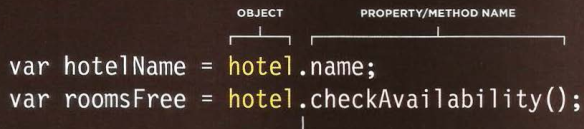 OBJECT PROPERTY/METHOD NAME
var hotelName = hotel.name;
var roomsFree = hotel.checkAvailability();